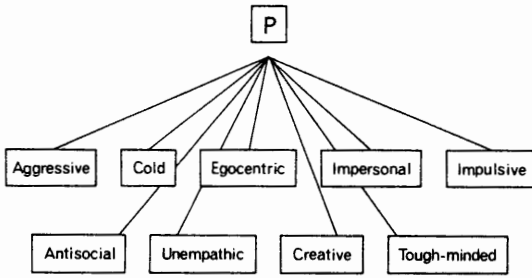 P
Aggressive Cold Egocentric Impersonal Impulsive
Antisocial Unempathic Creative Tough-minded